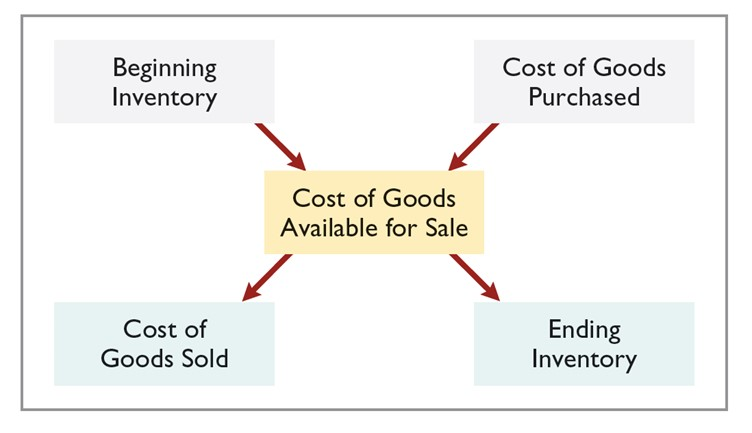 Beginning
Inventory
Cost of Goods
Purchased
Cost of Goods
Available for Sale
Cost of
Goods Sold
Ending
Inventory